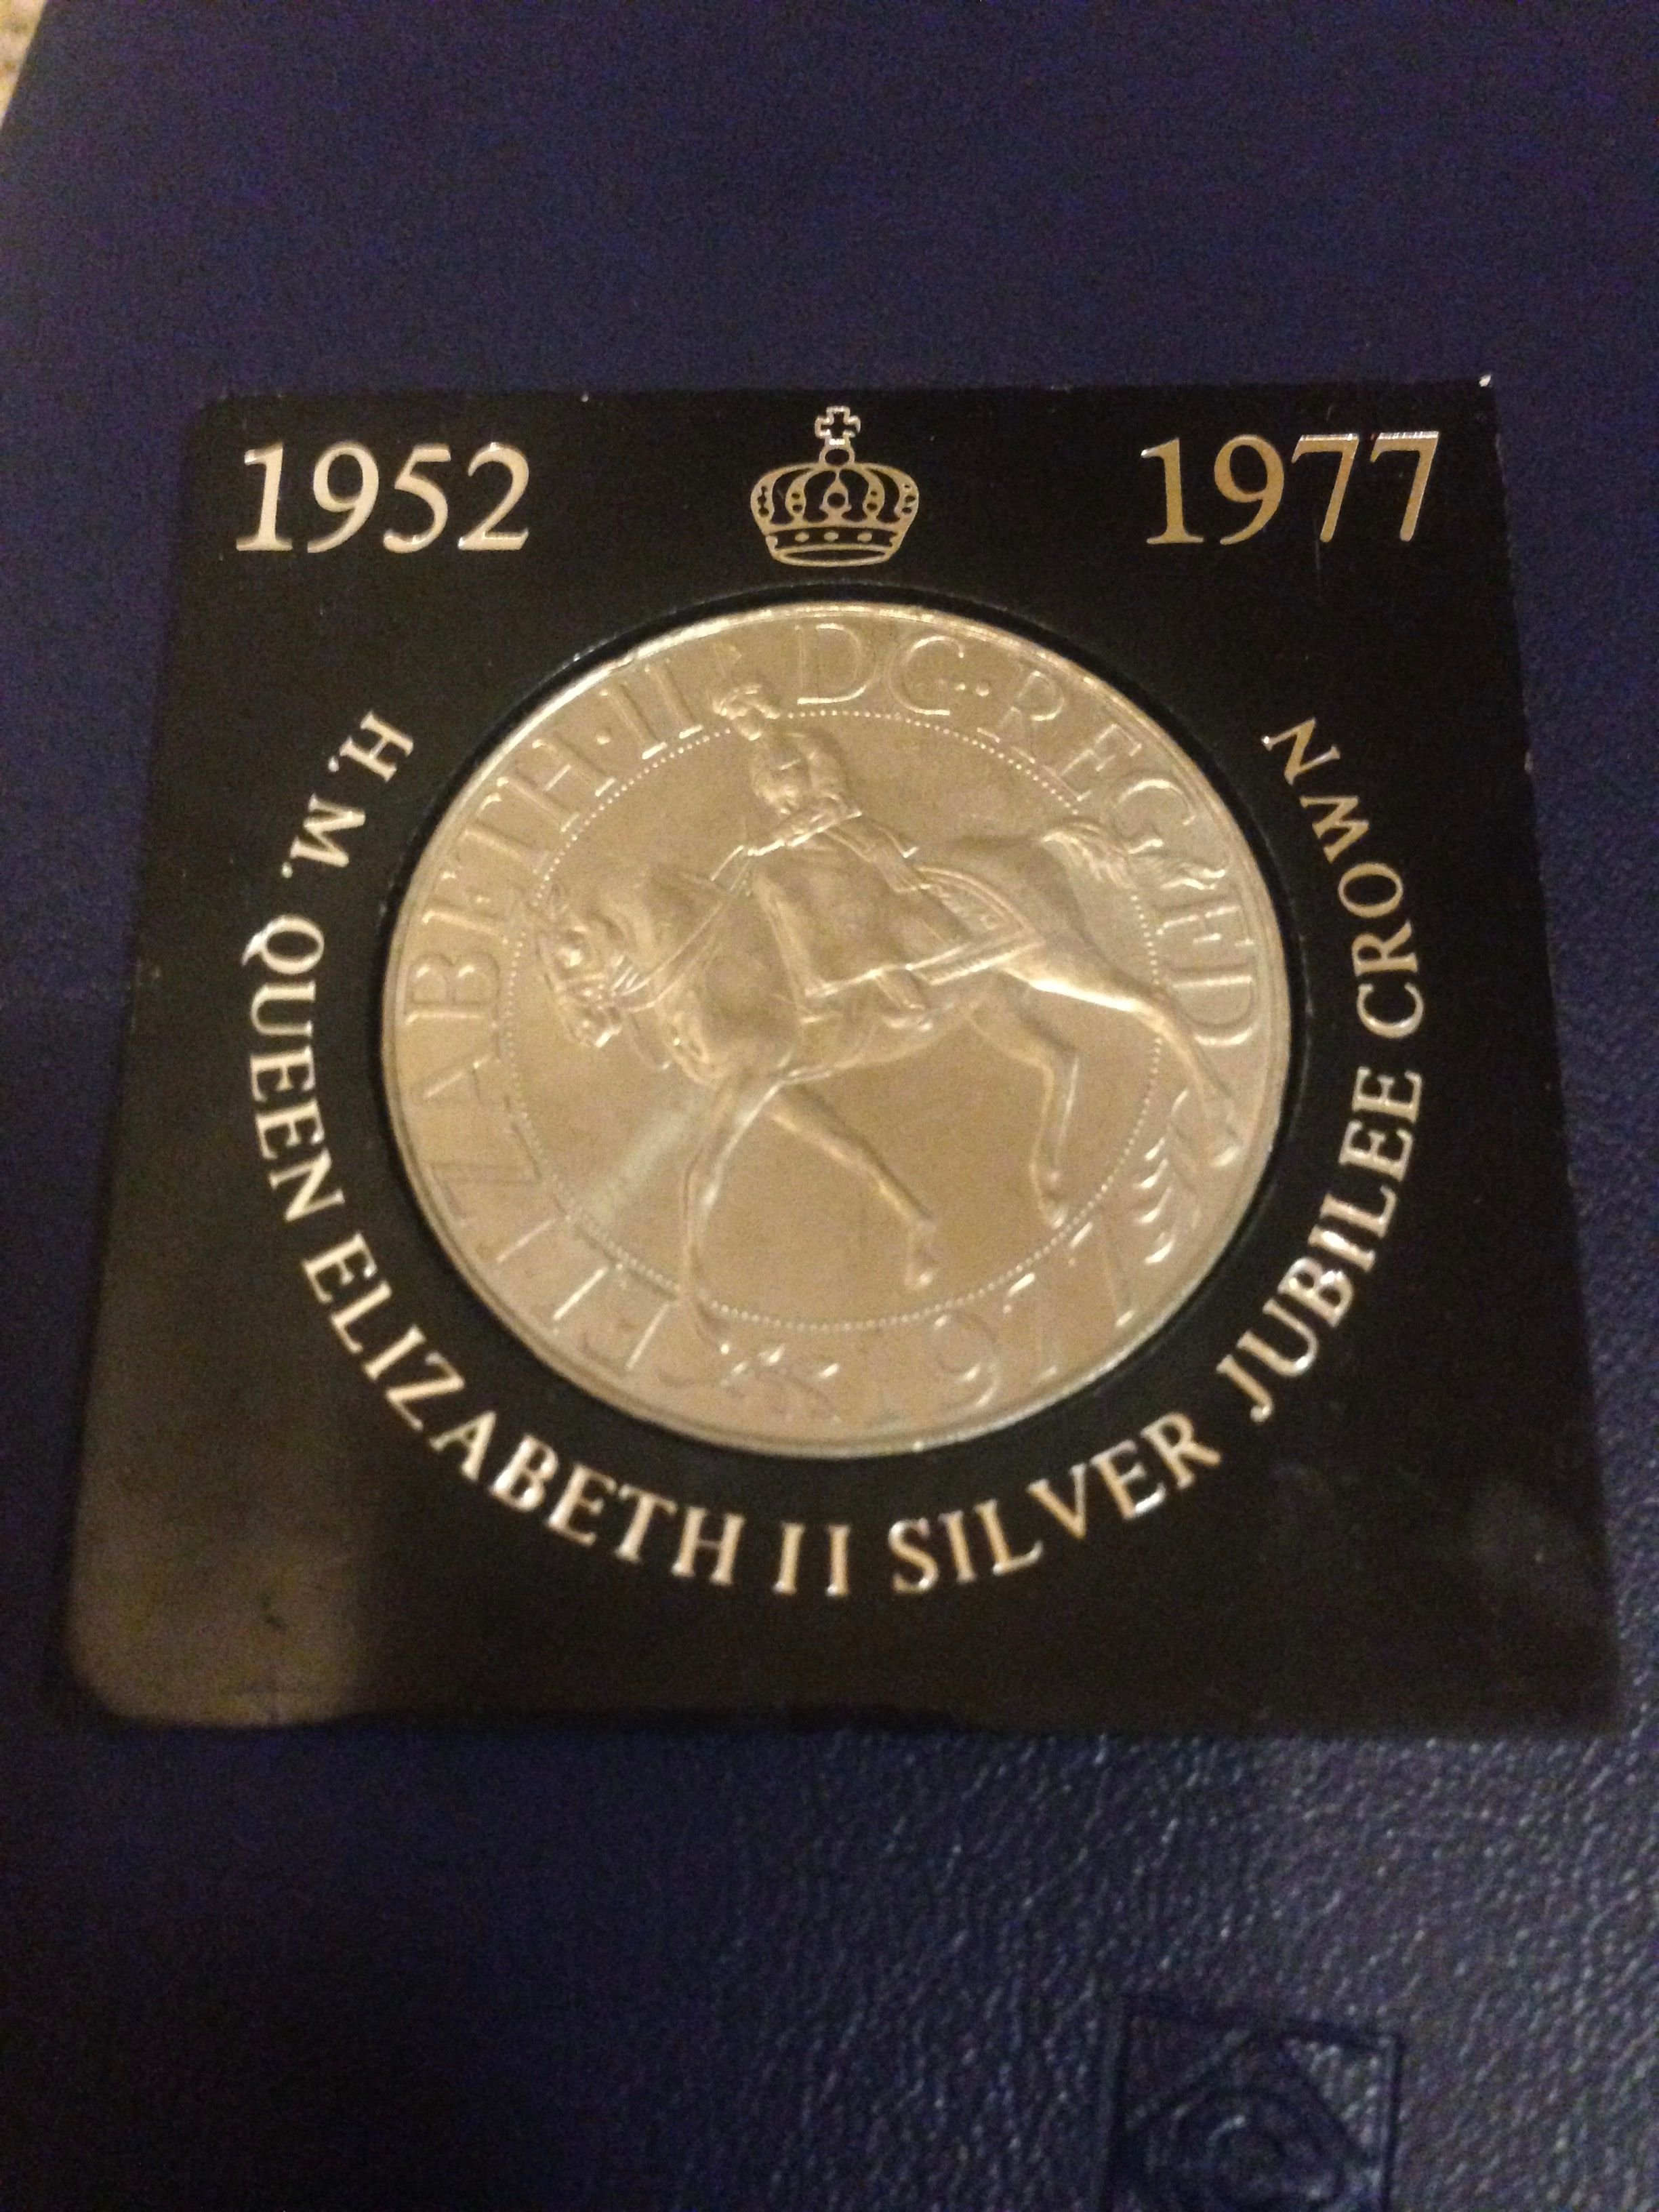 1952 1977
H.M. QUEEN ELIZABETH II SILVER JUBILEE CROWN
ELIZABETH·II DG·REG FD 1977